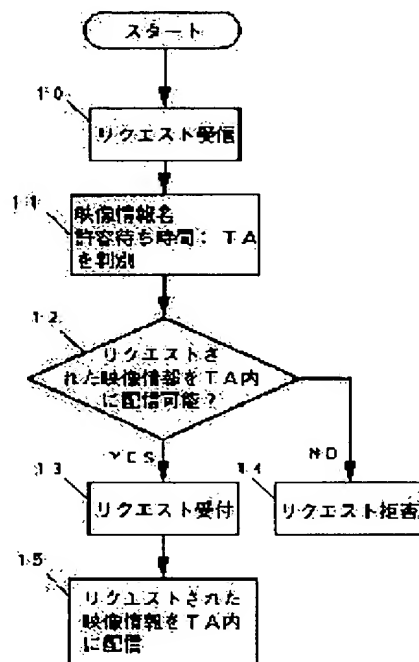 スタート
10
リクエスト受信
11
映像情報名
許容待ち時間：TA
を判別
12
リクエストさ
れた映像情報をTA内
に配信可能？
YES
NO
13
リクエスト受付
14
リクエスト拒否
15
リクエストされた
映像情報をTA内
に配信